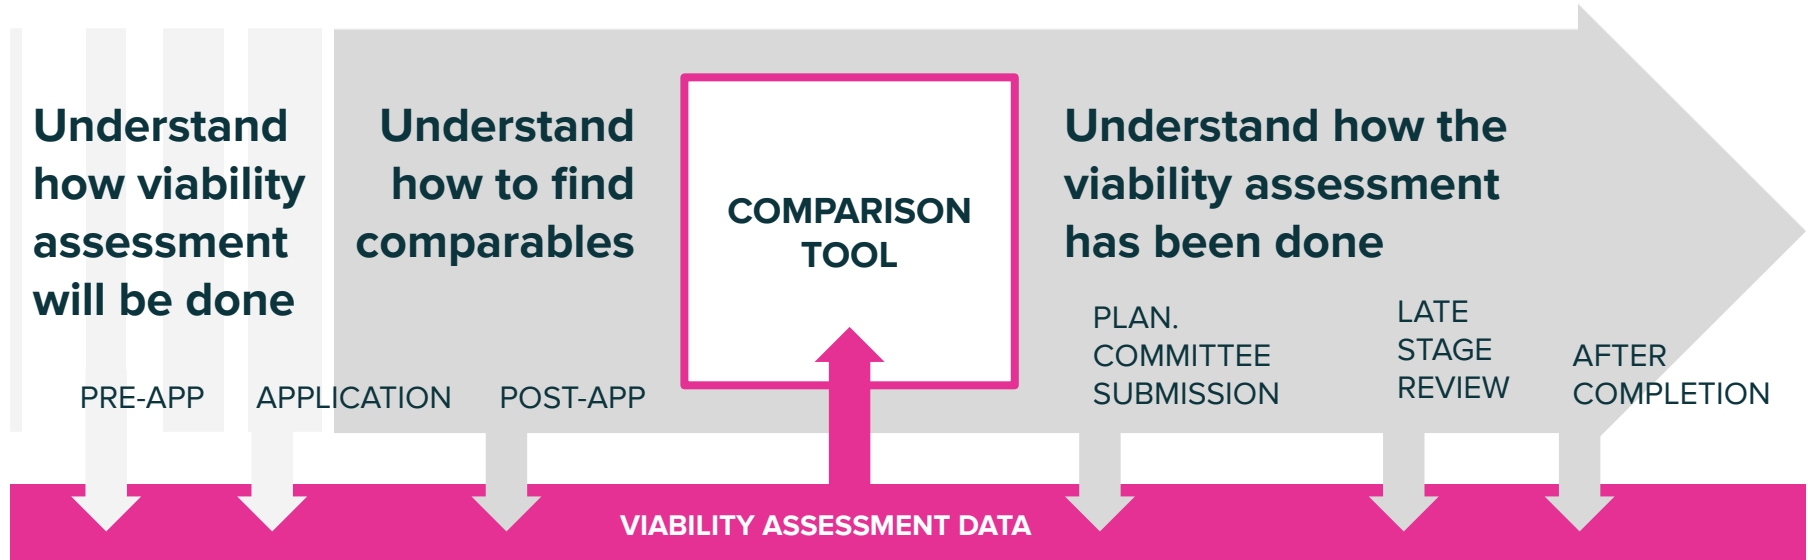 Understand
how viability
assessment
will be done
Understand
how to find
comparables
COMPARISON
TOOL
Understand how the
viability assessment
has been done
PRE-APP
APPLICATION
POST-APP
PLAN.
COMMITTEE
SUBMISSION
LATE
STAGE
REVIEW
AFTER
COMPLETION
VIABILITY ASSESSMENT DATA